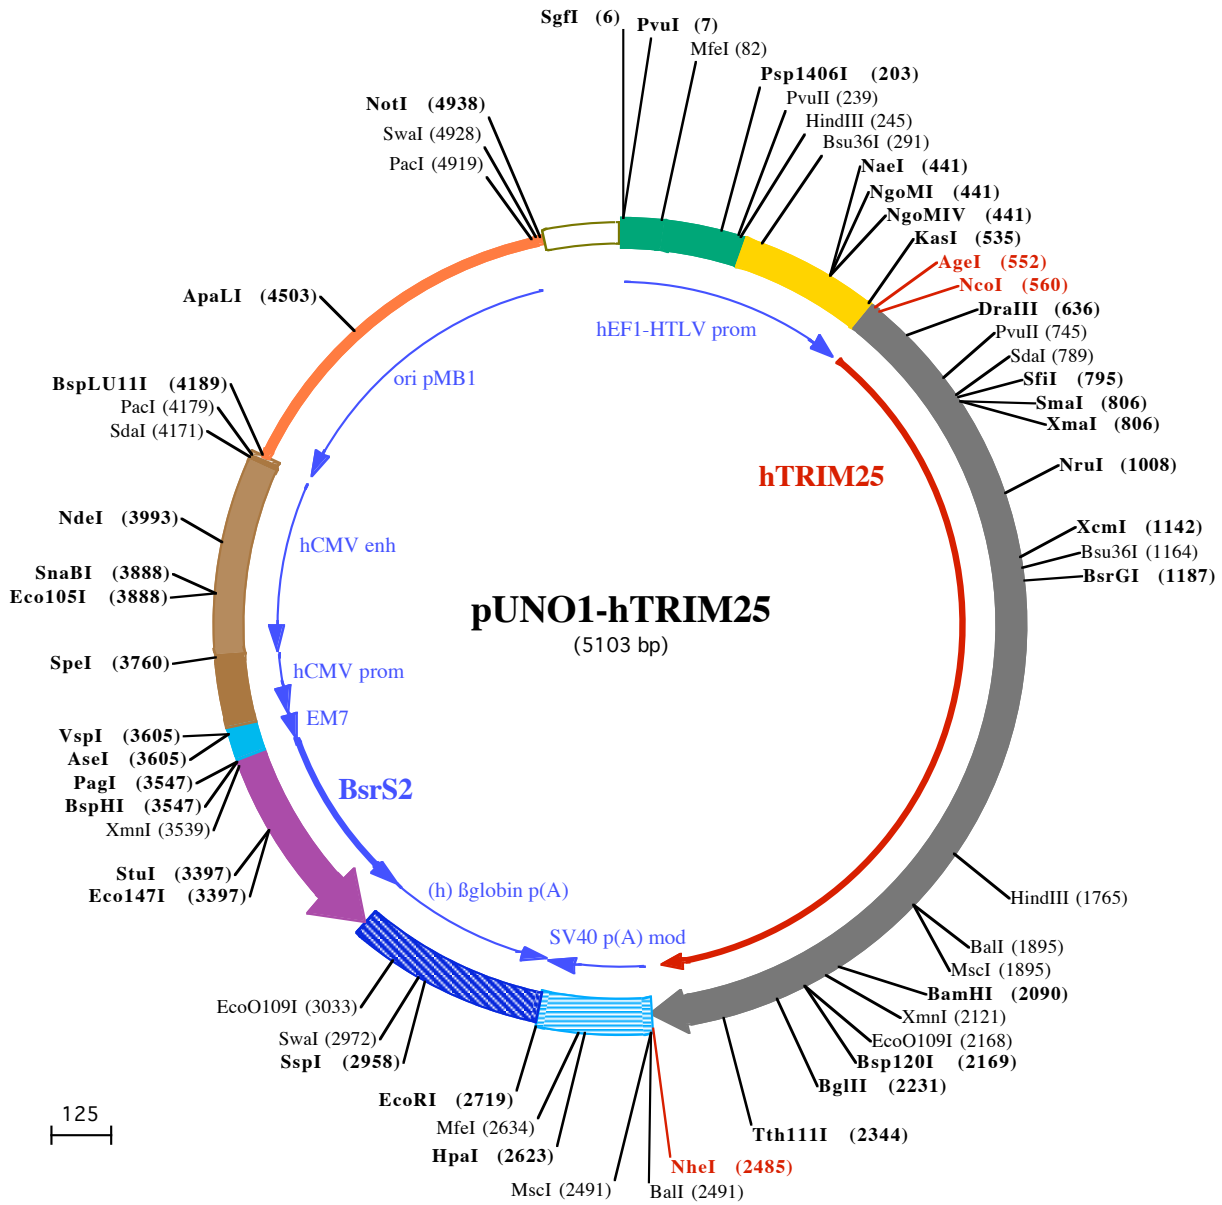 SgfI (6)
PvuI (7)
MfeI (82)
Psp1406I (203)
PvuII (239)
HindIII (245)
Bsu36I (291)
NaeI (441)
NgoMI (441)
NgoMIV (441)
KasI (535)
AgeI (552)
NcoI (560)
DraIII (636)
PvuII (745)
SdaI (789)
SfiI (795)
SmaI (806)
XmaI (806)
NruI (1008)
XcmI (1142)
Bsu36I (1164)
BsrGI (1187)
HindIII (1765)
BalI (1895)
MscI (1895)
BamHI (2090)
XmnI (2121)
EcoO109I (2168)
Bsp120I (2169)
BglII (2231)
Tth111I (2344)
NheI (2485)
BalI (2491)
MscI (2491)
HpaI (2623)
MfeI (2634)
EcoRI (2719)
SspI (2958)
SwaI (2972)
EcoO109I (3033)
Eco147I (3397)
StuI (3397)
XmnI (3539)
BspHI (3547)
PagI (3547)
AseI (3605)
VspI (3605)
SpeI (3760)
Eco105I (3888)
SnaBI (3888)
NdeI (3993)
SdaI (4171)
PacI (4179)
BspLU11I (4189)
ApaLI (4503)
PacI (4919)
SwaI (4928)
NotI (4938)
hEF1-HTLV prom
hTRIM25
SV40 p(A) mod
(h) ßglobin p(A)
BsrS2
EM7
hCMV prom
hCMV enh
ori pMB1
pUNO1-hTRIM25
(5103 bp)
125